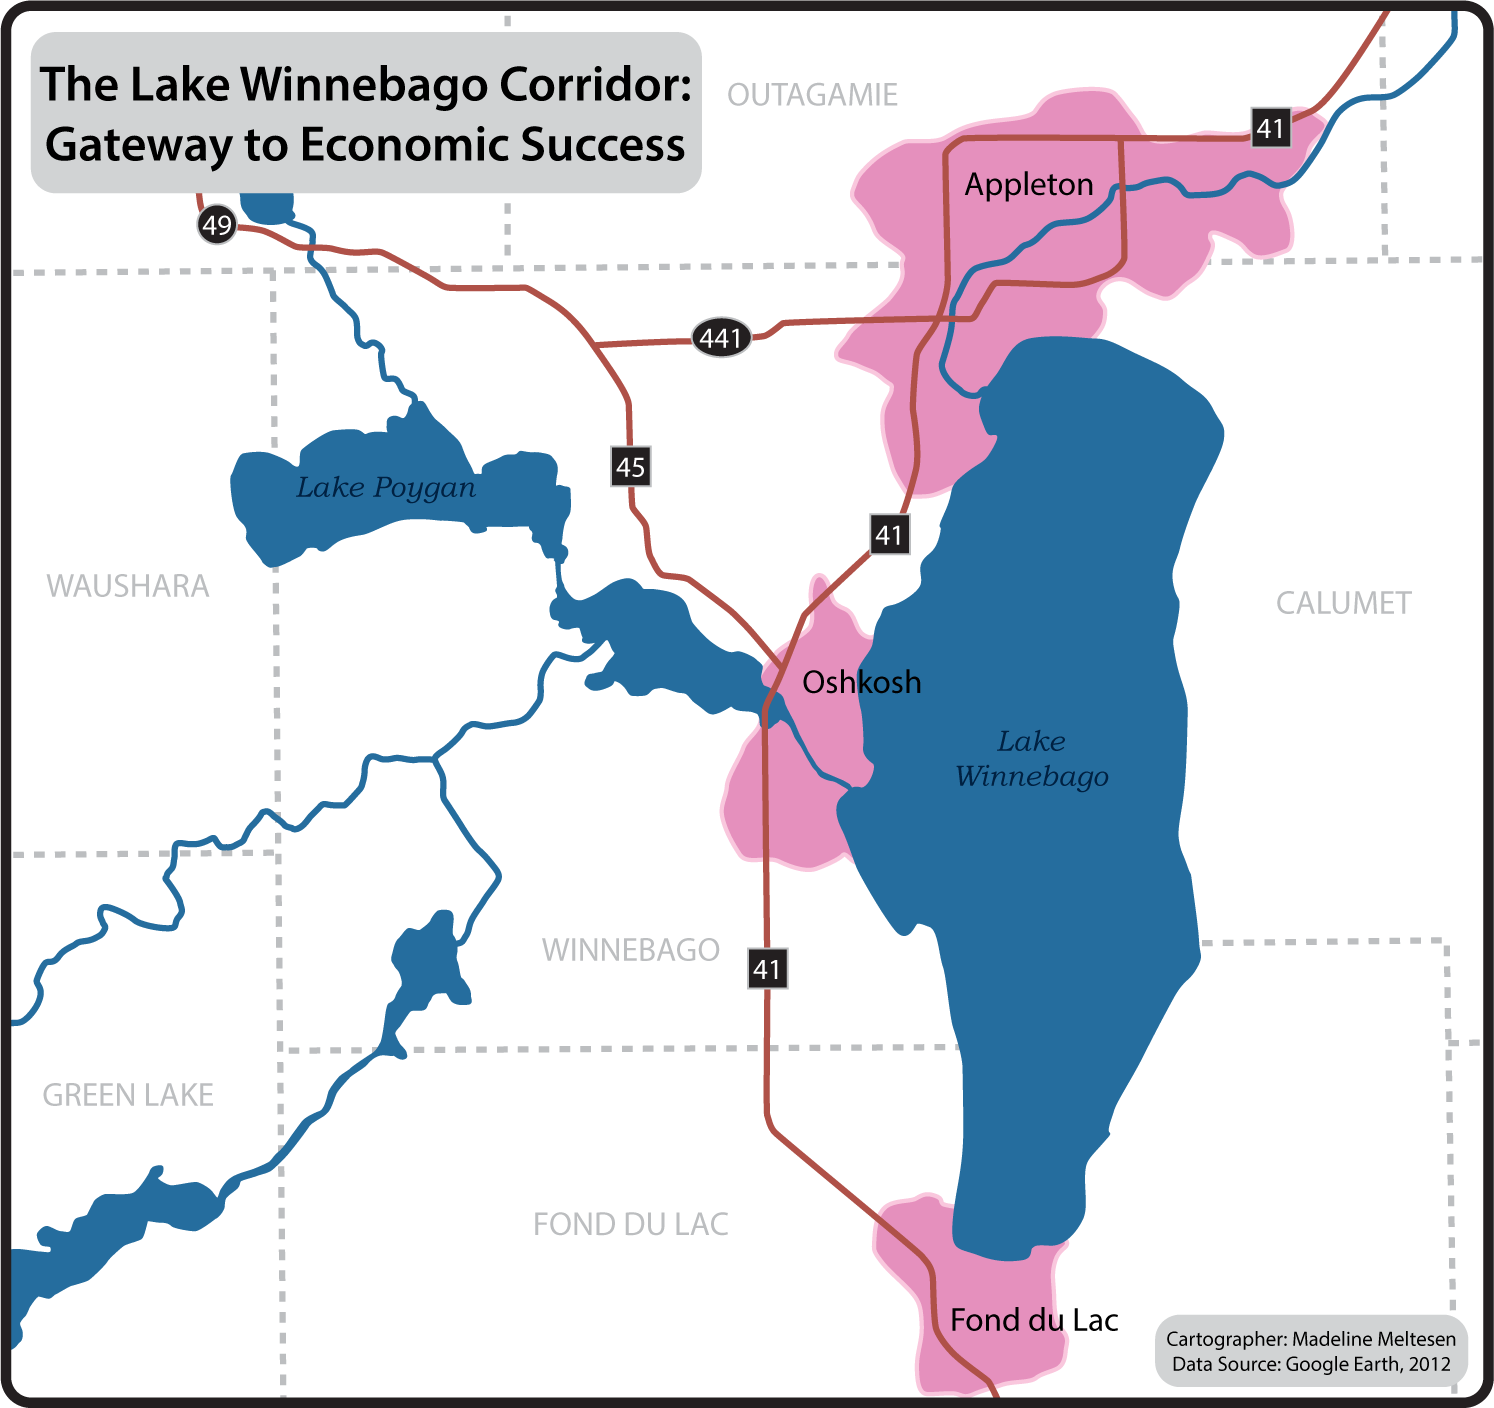 The Lake Winnebago Corridor:
Gateway to Economic Success
OUTAGAMIE
41
Appleton
49
441
45
Lake Poygan
41
WAUSHARA
CALUMET
Oshkosh
Lake
Winnebago
WINNEBAGO
41
GREEN LAKE
FOND DU LAC
Fond du Lac
Cartographer: Madeline Meltesen
Data Source: Google Earth, 2012